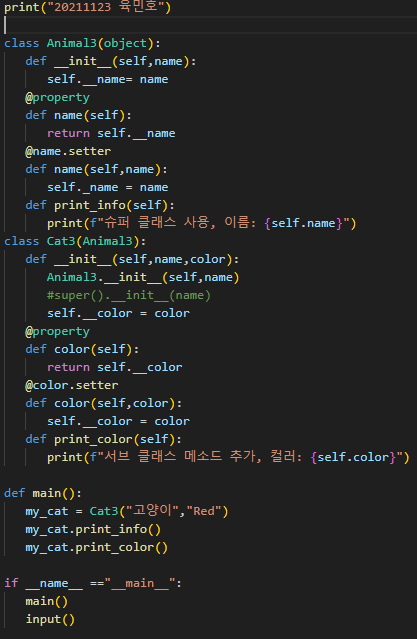 print("20211123 육민호")
class Animal3(object):
def __init__(self,name):
self.__name= name
@property
def name(self):
return self.__name
@name.setter
def name(self,name):
self._name = name
def print_info(self):
print(f"슈퍼 클래스 사용, 이름: {self.name}")
class Cat3(Animal3):
def __init__(self,name,color):
Animal3.__init__(self,name)
#super().__init__(name)
self.__color = color
@property
def color(self):
return self.__color
@color.setter
def color(self,color):
self.__color = color
def print_color(self):
print(f"서브 클래스 메소드 추가, 컬러: {self.color}")
def main():
my_cat = Cat3("고양이","Red")
my_cat.print_info()
my_cat.print_color()
if __name__ =="__main__":
main()
input()